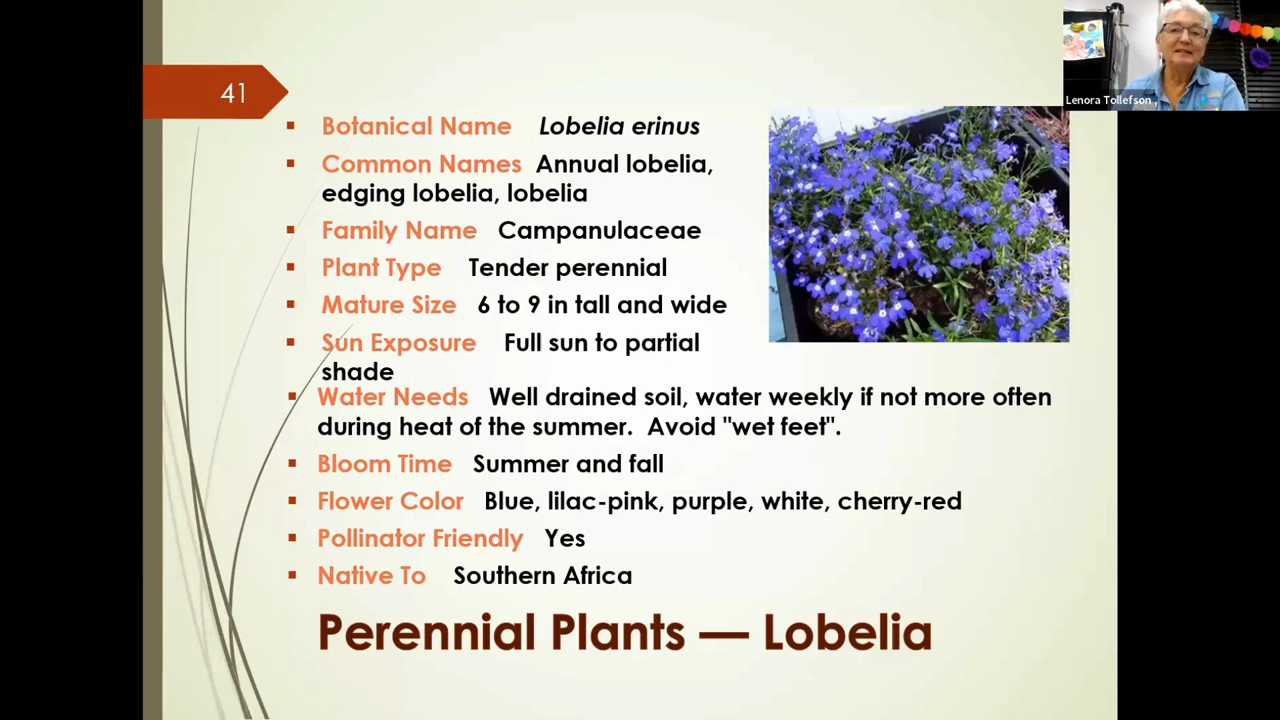 41
Lenora Tollefson
Botanical Name Lobelia erinus
Common Names Annual lobelia,
edging lobelia, lobelia
Family Name Campanulaceae
Plant Type Tender perennial
Mature Size 6 to 9 in tall and wide
Sun Exposure Full sun to partial
shade
Water Needs Well drained soil, water weekly if not more often
during heat of the summer. Avoid "wet feet".
Bloom Time Summer and fall
Flower Color Blue, lilac-pink, purple, white, cherry-red
Pollinator Friendly Yes
Native To Southern Africa
Perennial Plants — Lobelia